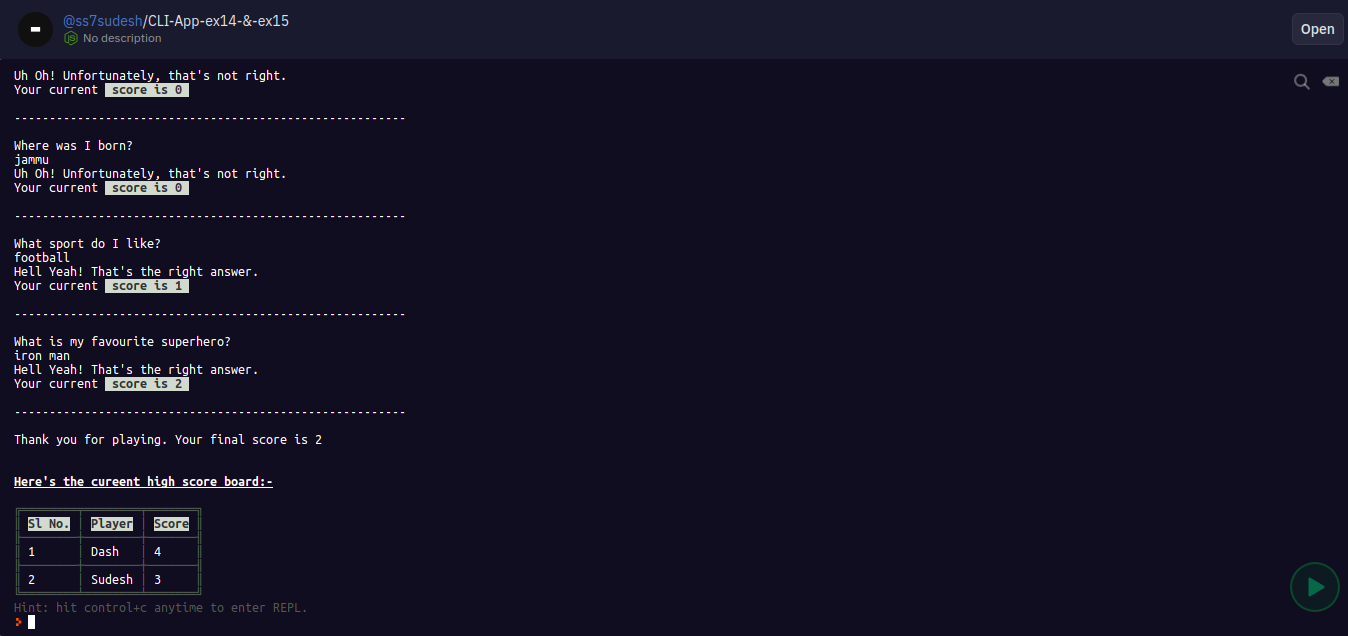 @ss7sudesh/CLI-App-ex14-&-ex15
No description
Open
Uh Oh! Unfortunately, that's not right.
Your current score is 0
--------------------------------------------------------
Where was I born?
jammu
Uh Oh! Unfortunately, that's not right.
Your current score is 0
--------------------------------------------------------
What sport do I like?
football
Hell Yeah! That's the right answer.
Your current score is 1
--------------------------------------------------------
What is my favourite superhero?
iron man
Hell Yeah! That's the right answer.
Your current score is 2
--------------------------------------------------------
Thank you for playing. Your final score is 2
Here's the cureent high score board:-
Sl No. Player Score
1 Dash 4
2 Sudesh 3
Hint: hit control+c anytime to enter REPL.
>